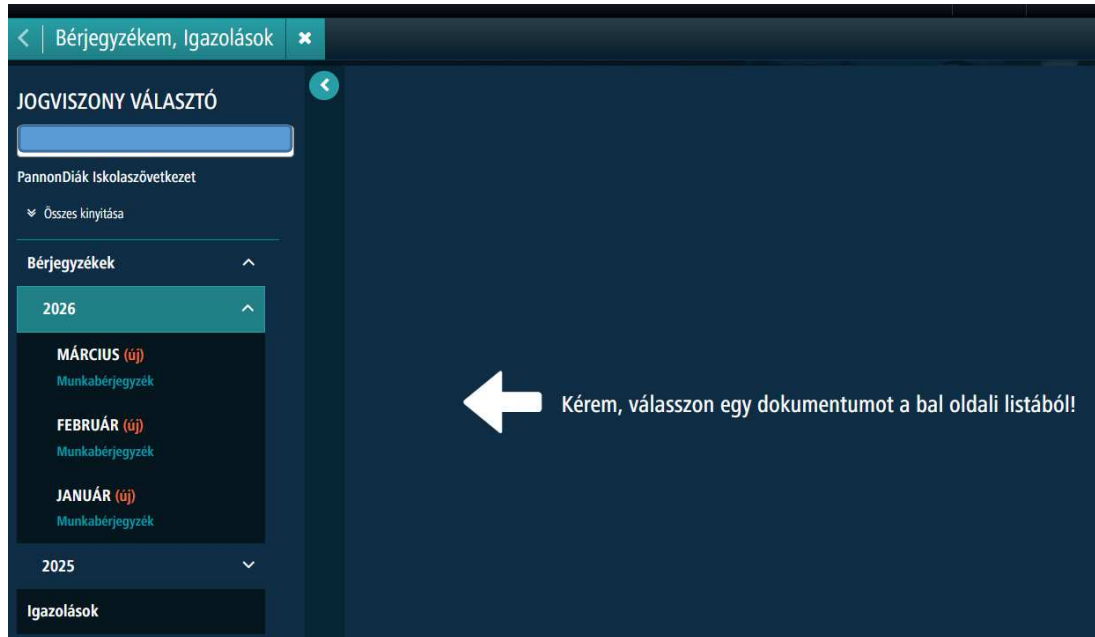 Bérjegyzékem, Igazolások
JOGVISZONY VÁLASZTÓ
PannonDiák Iskolaszövetkezet
Összes kinyitása
Bérjegyzékek
2026
MÁRCIUS (új)
Munkabérjegyzék
FEBRUÁR (új)
Munkabérjegyzék
JANUÁR (új)
Munkabérjegyzék
2025
Igazolások
Kérem, válasszon egy dokumentumot a bal oldali listából!